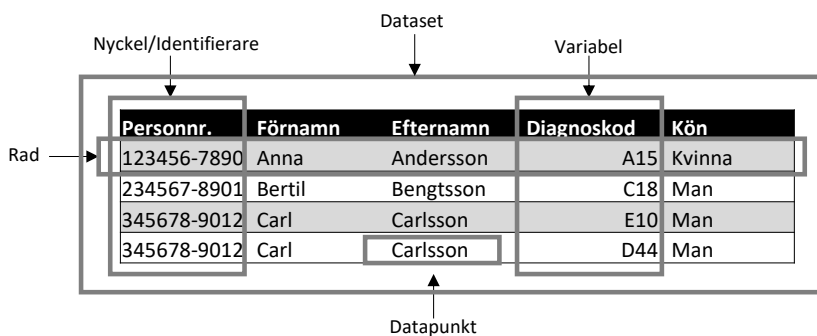 Dataset
Nyckel/Identifierare Variabel
Personnr. Förnamn Efternamn Diagnoskod Kön
Rad 123456-7890 Anna Andersson A15 Kvinna
234567-8901 Bertil Bengtsson C18 Man
345678-9012 Carl Carlsson E10 Man
345678-9012 Carl Carlsson D44 Man
Datapunkt